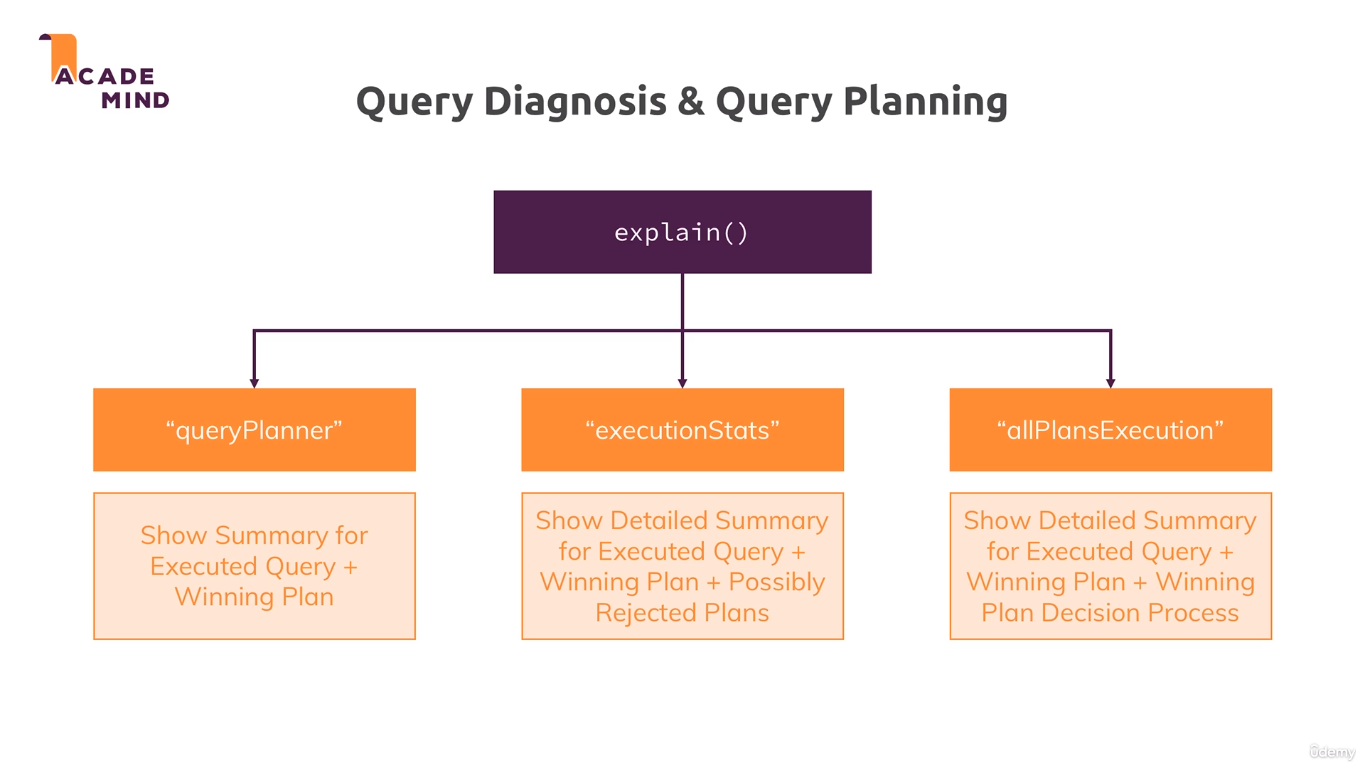 ACADE
MIND
Query Diagnosis & Query Planning
explain()
“queryPlanner”
“executionStats”
“allPlansExecution”
Show Summary for
Executed Query +
Winning Plan
Show Detailed Summary
for Executed Query +
Winning Plan + Possibly
Rejected Plans
Show Detailed Summary
for Executed Query +
Winning Plan + Winning
Plan Decision Process
ûdemy